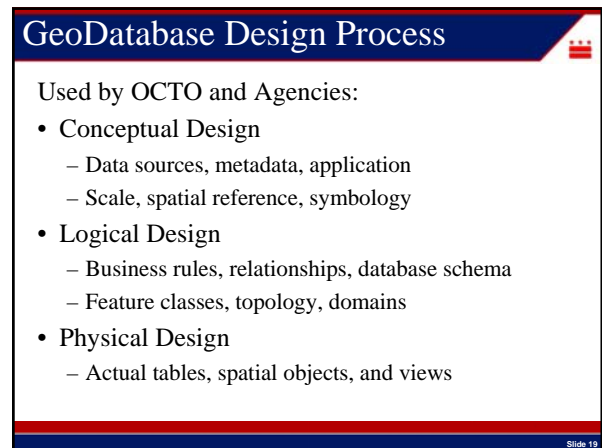 GeoDatabase Design Process
Used by OCTO and Agencies:
• Conceptual Design
– Data sources, metadata, application
– Scale, spatial reference, symbology
• Logical Design
– Business rules, relationships, database schema
– Feature classes, topology, domains
• Physical Design
– Actual tables, spatial objects, and views
Slide 19